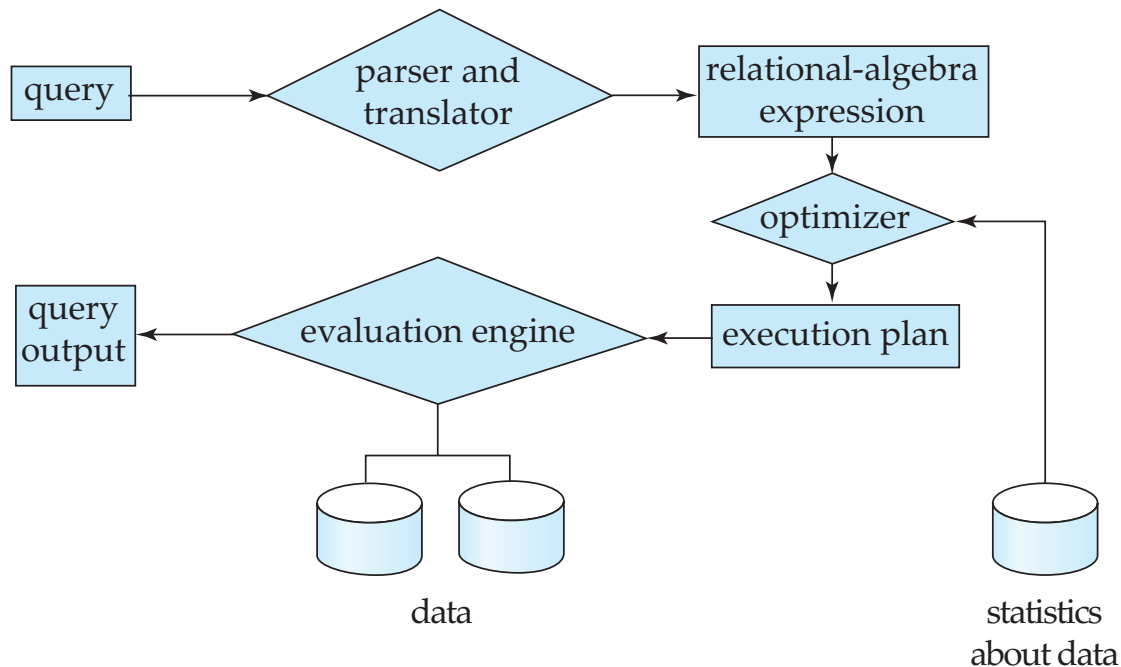 query
parser and
translator
relational-algebra
expression
optimizer
query
output
evaluation engine
execution plan
data
statistics
about data